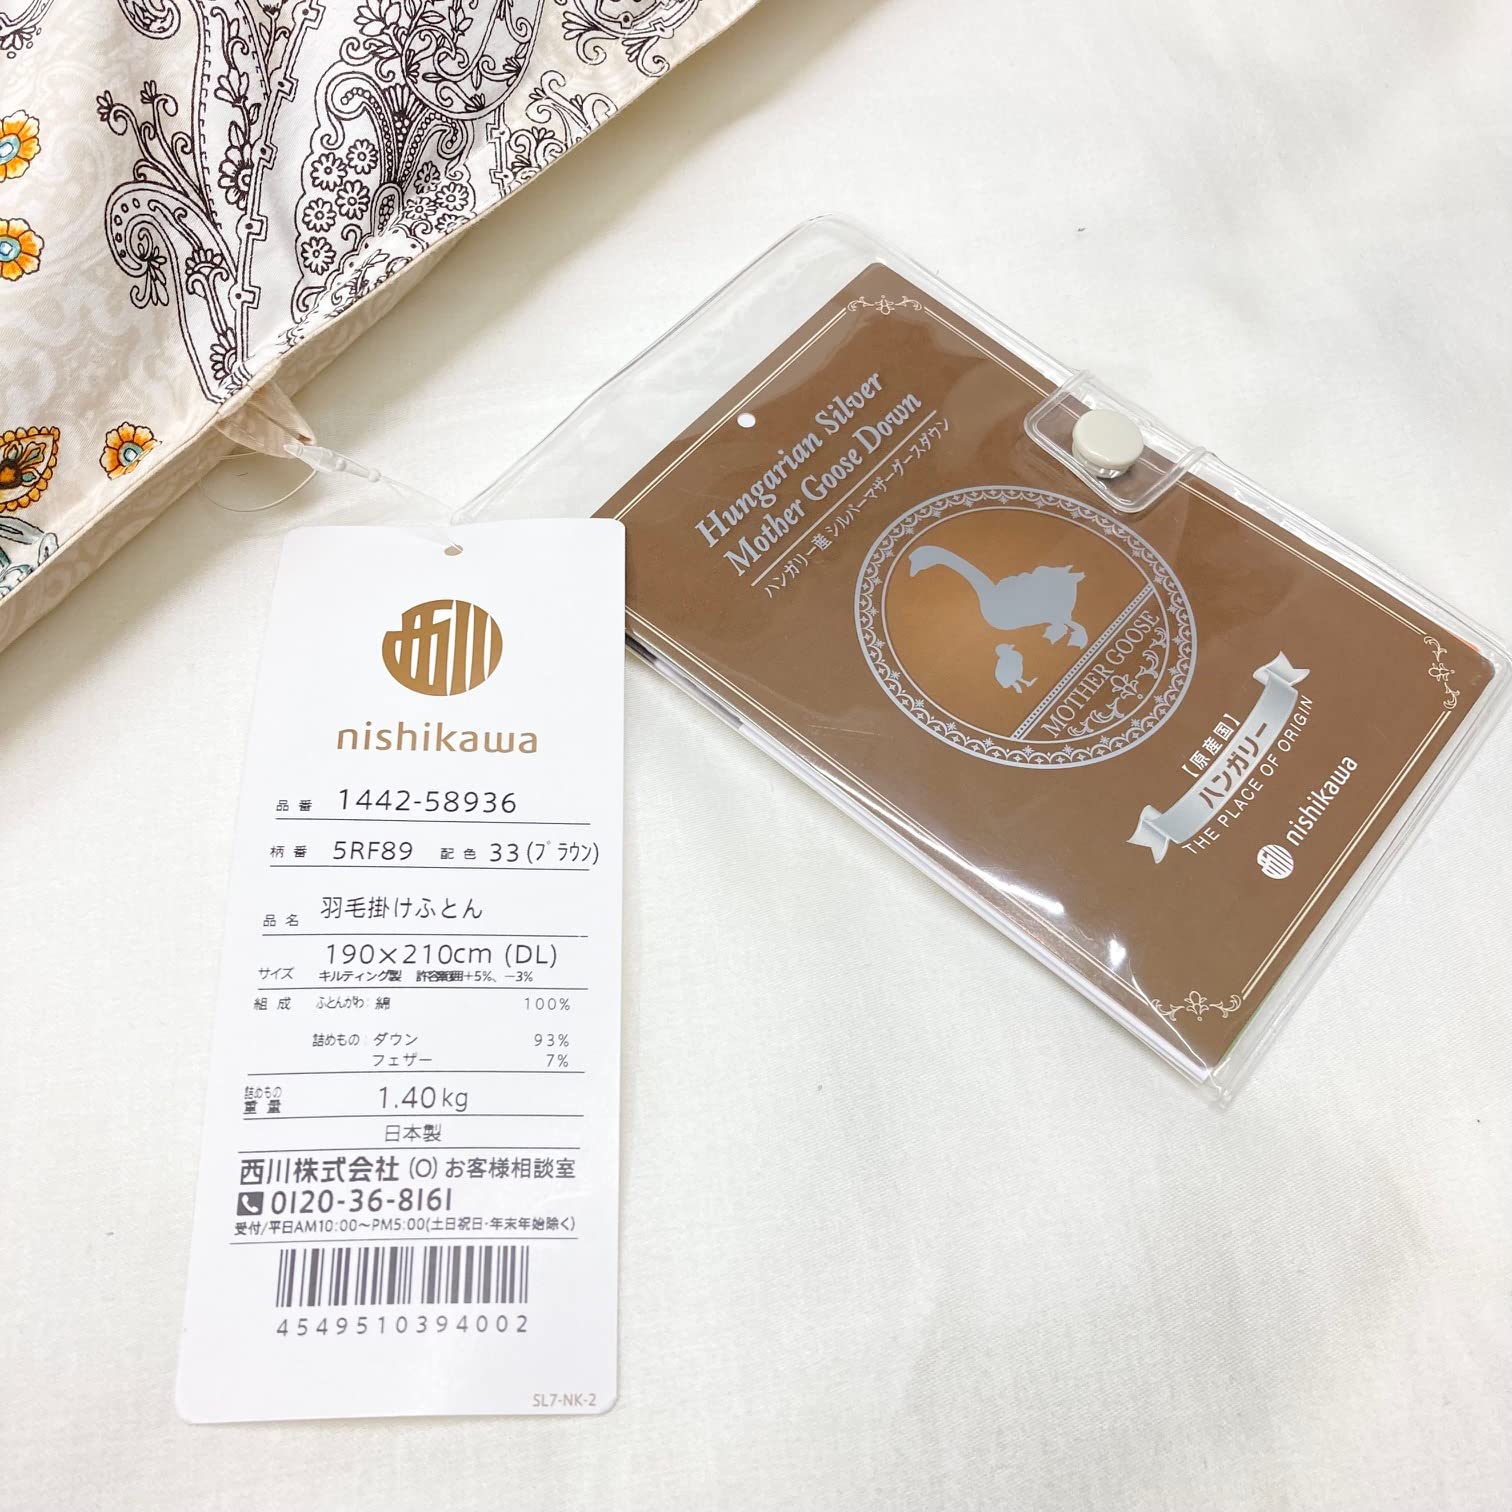 西川
nishikawa
品番 1442-58936
柄番 5RF89 配色 33(ブラウン)
品名 羽毛掛けふとん
サイズ 190×210cm (DL)
キルティング製 許容範囲+5%、-3%
組成 ふとんがわ: 綿 100%
詰めもの: ダウン 93%
フェザー 7%
詰めもの重量 1.40kg
日本製
西川株式会社 (O) お客様相談室
0120-36-8161
受付/平日AM10:00~PM5:00(土日祝日・年末年始除く)
4549510394002
SL7-NK-2
Hungarian Silver
Mother Goose Down
ハンガリー産シルバーマザーグースダウン
MOTHER GOOSE
【原産国】
ハンガリー
THE PLACE OF ORIGIN
西川 nishikawa